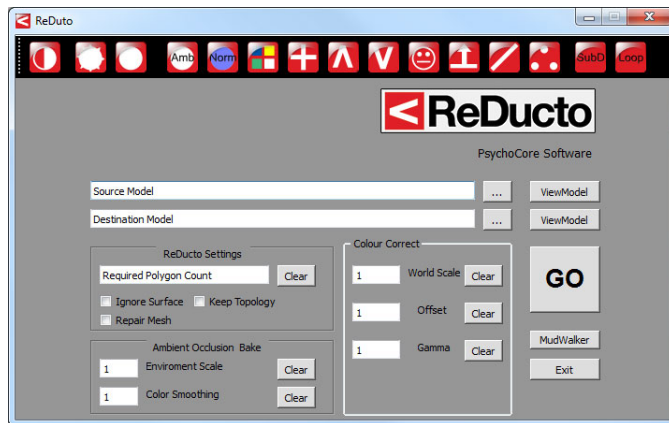 ReDuto
Amb Norm SubD Loop
ReDucto
PsychoCore Software
Source Model ... ViewModel
Destination Model ... ViewModel
ReDucto Settings
Required Polygon Count Clear
Ignore Surface Keep Topology
Repair Mesh
Ambient Occlusion Bake
1 Enviroment Scale Clear
1 Color Smoothing Clear
Colour Correct
1 World Scale Clear
1 Offset Clear
1 Gamma Clear
GO
MudWalker
Exit